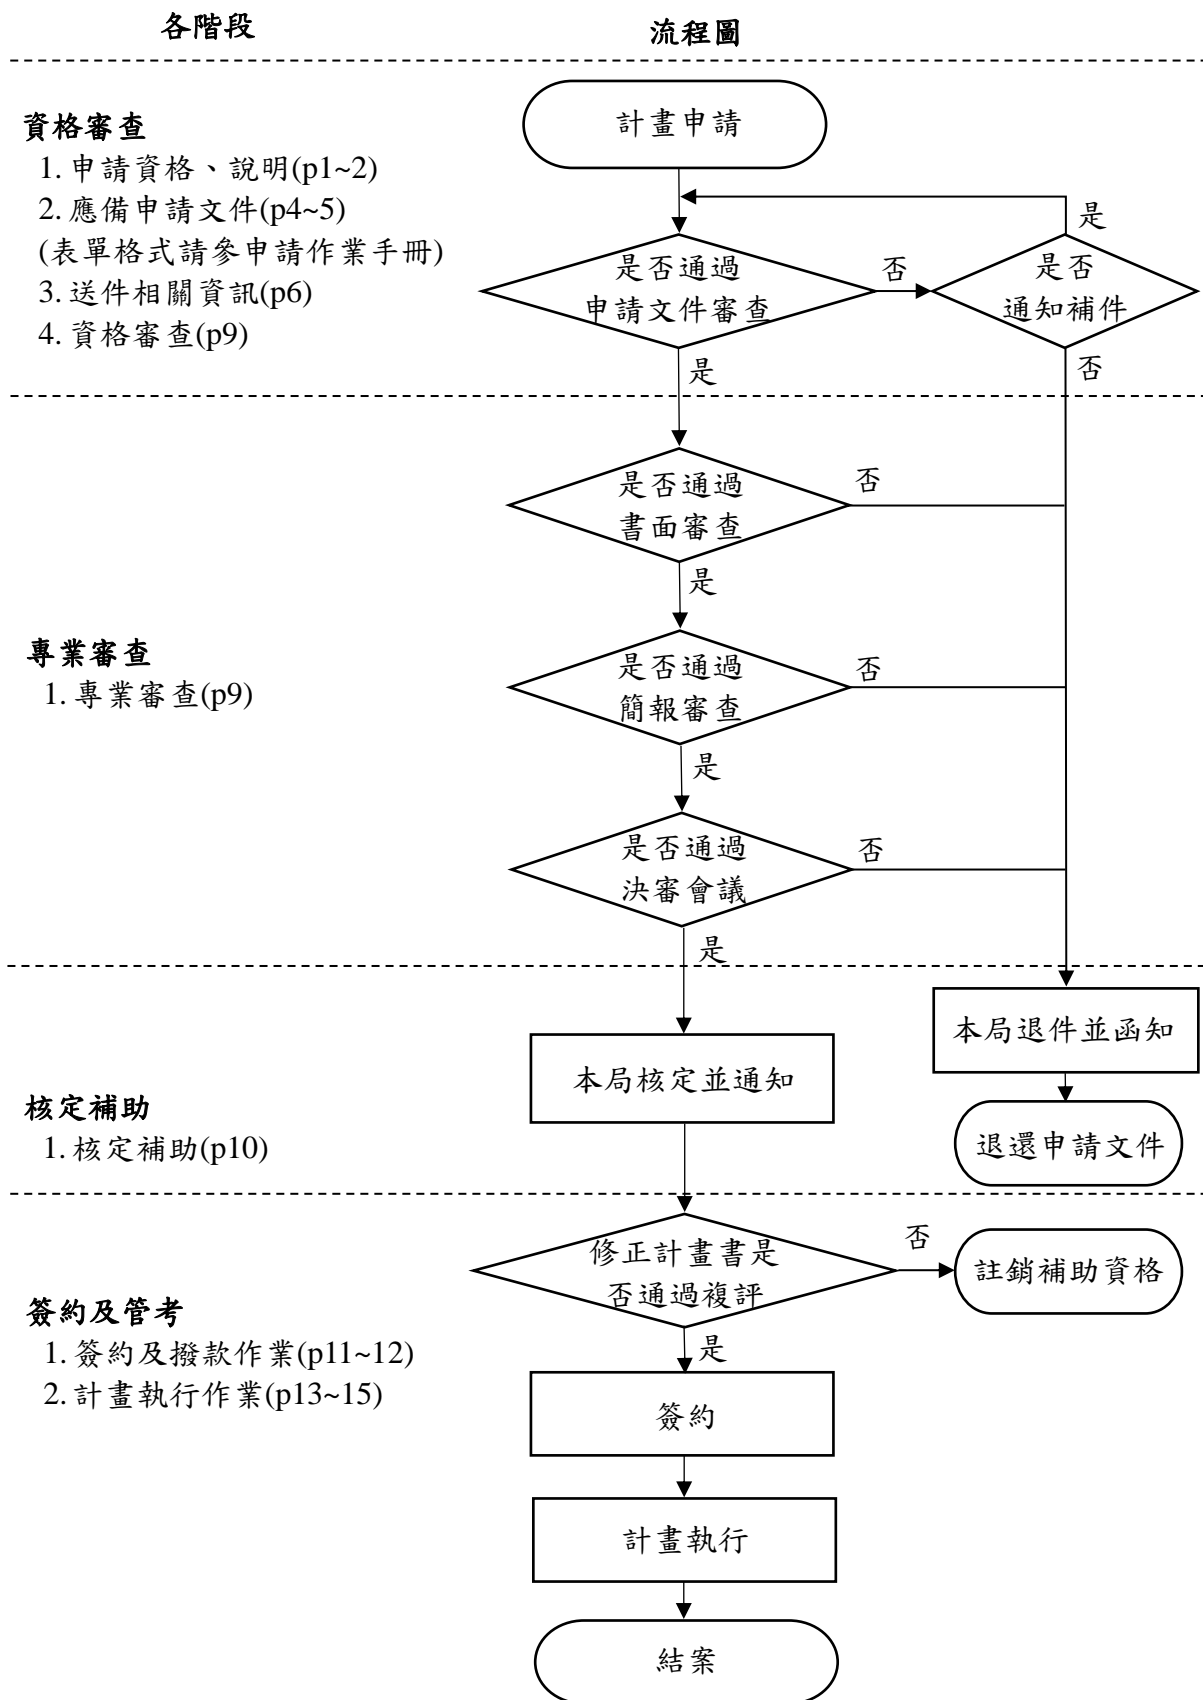 各階段
流程圖
計畫申請
資格審查
1. 申請資格、說明(p1~2)
2. 應備申請文件(p4~5)
(表單格式請參申請作業手冊)
3. 送件相關資訊(p6)
4. 資格審查(p9)
是否通過
申請文件審查
否
是
是否
通知補件
是
否
是否通過
書面審查
否
是
專業審查
1. 專業審查(p9)
是否通過
簡報審查
否
是
是否通過
決審會議
否
是
本局退件並函知
本局核定並通知
核定補助
1. 核定補助(p10)
退還申請文件
修正計畫書是
否通過複評
否
註銷補助資格
是
簽約及管考
1. 簽約及撥款作業(p11~12)
2. 計畫執行作業(p13~15)
簽約
計畫執行
結案